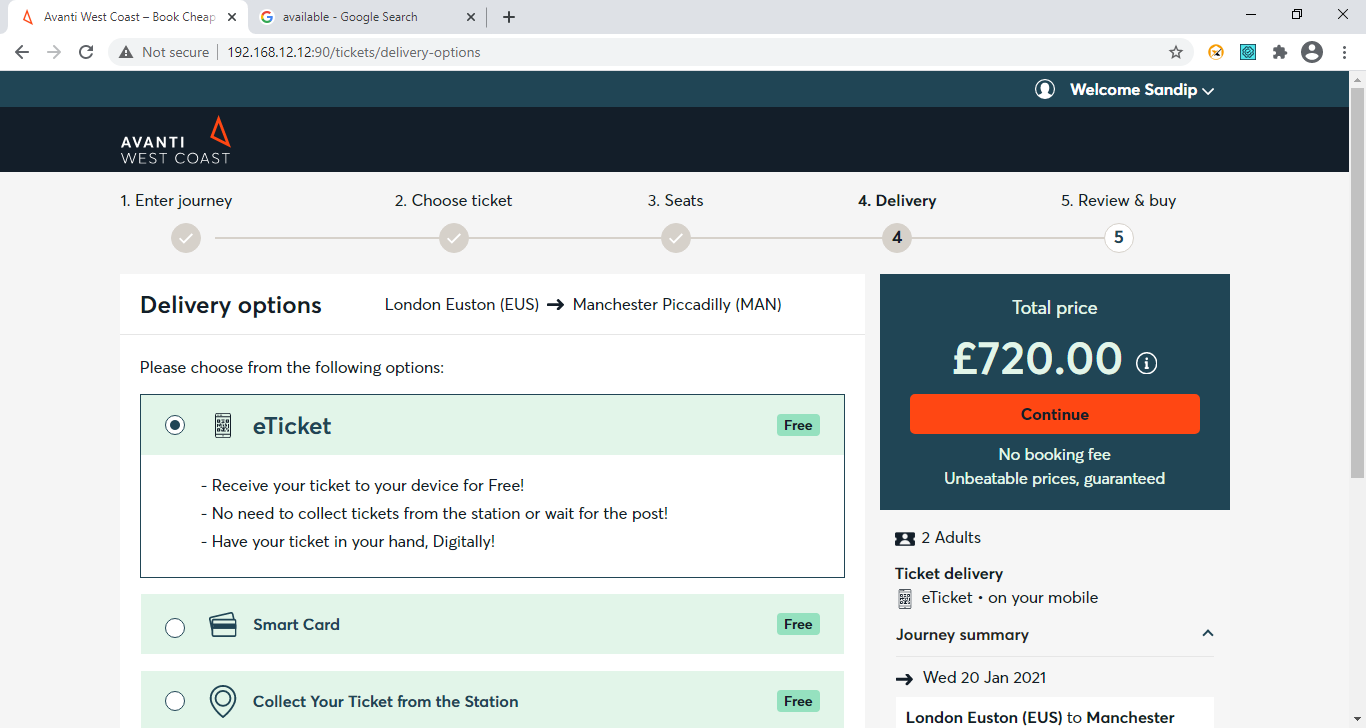 Avanti West Coast – Book Cheap
available - Google Search
Not secure
192.168.12.12:90/tickets/delivery-options
Welcome Sandip
AVANTI
WEST COAST
1. Enter journey
2. Choose ticket
3. Seats
4. Delivery
5. Review & buy
4
5
Delivery options
London Euston (EUS) → Manchester Piccadilly (MAN)
Please choose from the following options:
eTicket
Free
- Receive your ticket to your device for Free!
- No need to collect tickets from the station or wait for the post!
- Have your ticket in your hand, Digitally!
Smart Card
Free
Collect Your Ticket from the Station
Free
Total price
£720.00
Continue
No booking fee
Unbeatable prices, guaranteed
2 Adults
Ticket delivery
eTicket • on your mobile
Journey summary
→ Wed 20 Jan 2021
London Euston (EUS) to Manchester